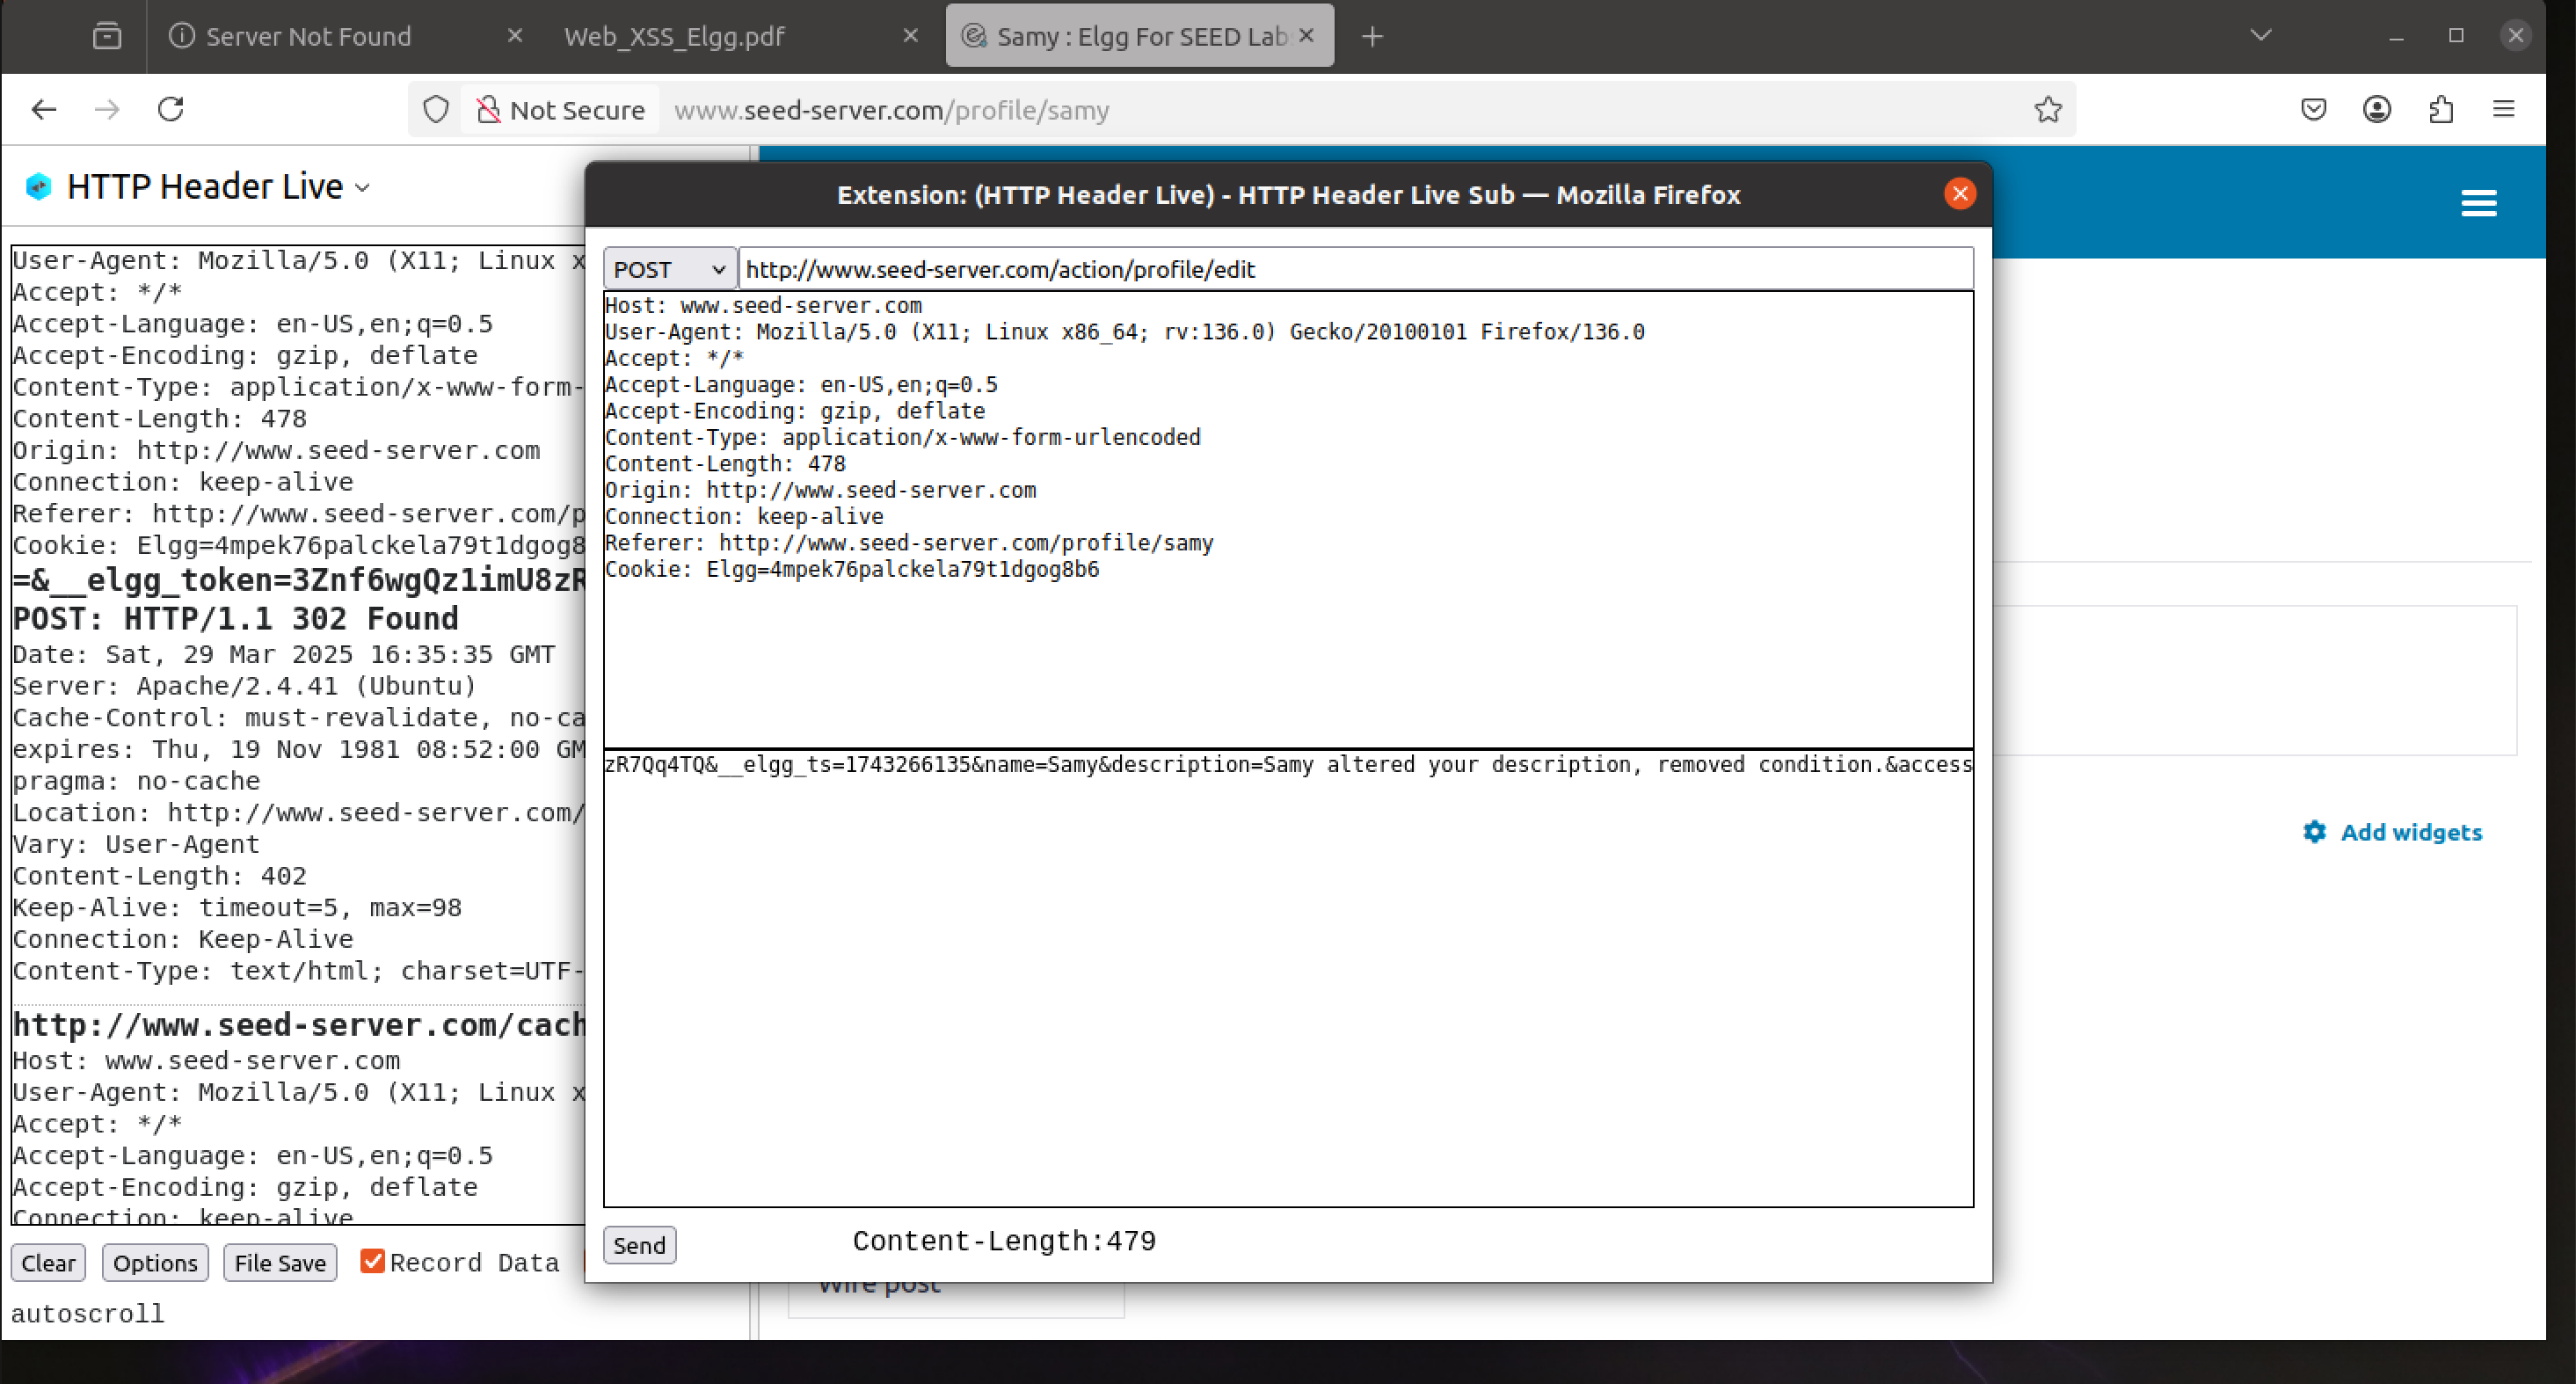 Server Not Found
Web_XSS_Elgg.pdf
Samy : Elgg For SEED Lab
Not Secure
www.seed-server.com/profile/samy
HTTP Header Live
User-Agent: Mozilla/5.0 (X11; Linux x
Accept: */*
Accept-Language: en-US,en;q=0.5
Accept-Encoding: gzip, deflate
Content-Type: application/x-www-form-
Content-Length: 478
Origin: http://www.seed-server.com
Connection: keep-alive
Referer: http://www.seed-server.com/p
Cookie: Elgg=4mpek76palckela79t1dgog8
=&__elgg_token=3Znf6wgQz1imU8zR
POST: HTTP/1.1 302 Found
Date: Sat, 29 Mar 2025 16:35:35 GMT
Server: Apache/2.4.41 (Ubuntu)
Cache-Control: must-revalidate, no-ca
expires: Thu, 19 Nov 1981 08:52:00 GM
pragma: no-cache
Location: http://www.seed-server.com/
Vary: User-Agent
Content-Length: 402
Keep-Alive: timeout=5, max=98
Connection: Keep-Alive
Content-Type: text/html; charset=UTF-
http://www.seed-server.com/cach
Host: www.seed-server.com
User-Agent: Mozilla/5.0 (X11; Linux x
Accept: */*
Accept-Language: en-US,en;q=0.5
Accept-Encoding: gzip, deflate
Connection: keep-alive
Clear
Options
File Save
Record Data
autoscroll
Extension: (HTTP Header Live) - HTTP Header Live Sub — Mozilla Firefox
POST
http://www.seed-server.com/action/profile/edit
Host: www.seed-server.com
User-Agent: Mozilla/5.0 (X11; Linux x86_64; rv:136.0) Gecko/20100101 Firefox/136.0
Accept: */*
Accept-Language: en-US,en;q=0.5
Accept-Encoding: gzip, deflate
Content-Type: application/x-www-form-urlencoded
Content-Length: 478
Origin: http://www.seed-server.com
Connection: keep-alive
Referer: http://www.seed-server.com/profile/samy
Cookie: Elgg=4mpek76palckela79t1dgog8b6
zR7Qq4TQ&__elgg_ts=1743266135&name=Samy&description=Samy altered your description, removed condition.&access
Send
Content-Length:479
Add widgets
Wire post